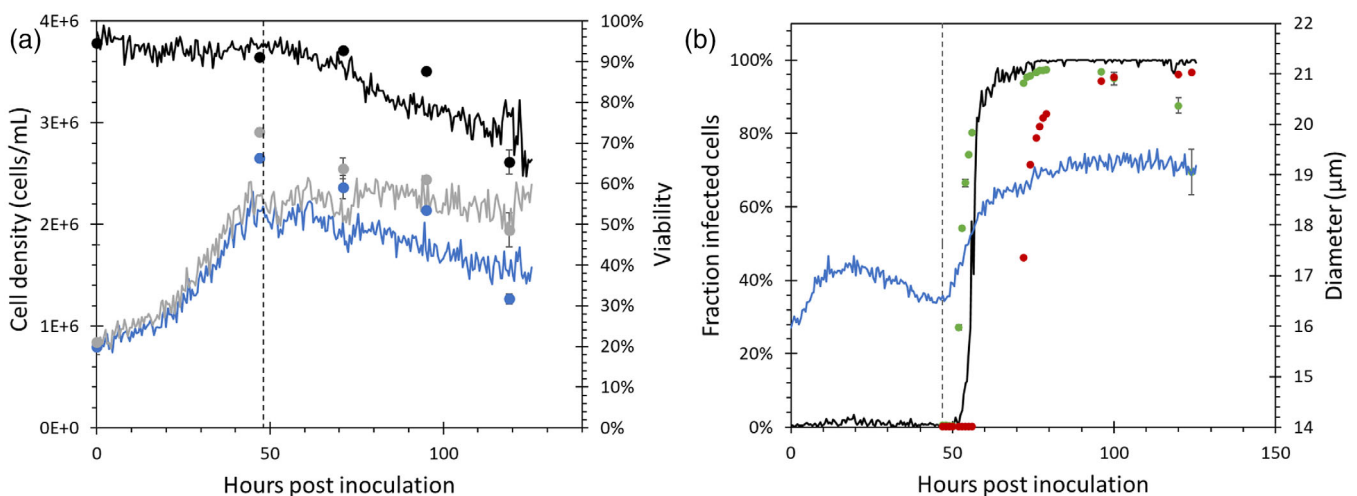 (a)
4E+6
3E+6
2E+6
1E+6
0E+0
Cell density (cells/mL)
100%
90%
80%
70%
60%
50%
40%
30%
20%
10%
0%
Viability
0
50
100
Hours post inoculation
(b)
100%
80%
60%
40%
20%
0%
Fraction infected cells
22
21
20
19
18
17
16
15
14
Diameter (μm)
0
50
100
150
Hours post inoculation